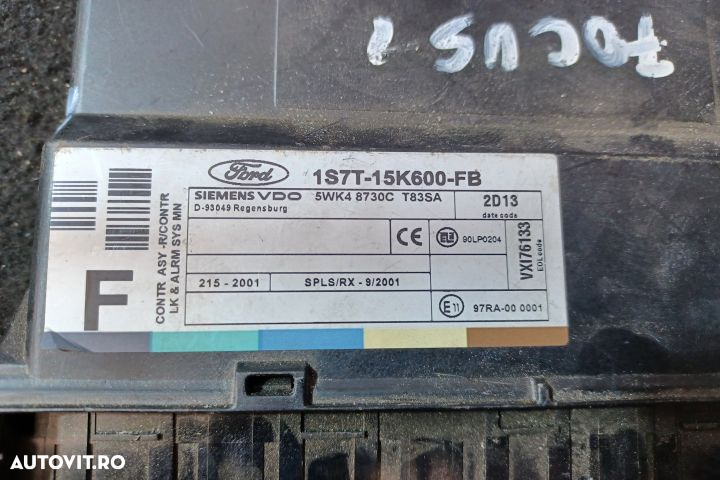 FOCUS 1
Ford
1S7T-15K600-FB
SIEMENS VDO 5WK4 8730C T83SA
D-93049 Regensburg
2D13
date code
CE
90LP0204
VXI76133
EOL code
215 - 2001
SPLS/RX - 9/2001
E11
97RA-00 0001
F
CONTR ASY -R/CONTR
LK & ALRM SYS MN
AUTOVIT.RO